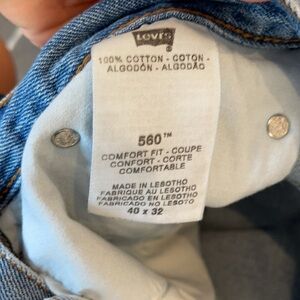 Levi's
100% COTTON - COTON -
ALGODÓN - ALGODÃO
560™
COMFORT FIT - COUPE
CONFORT - CORTE
COMFORTABLE
MADE IN LESOTHO
FABRIQUE AU LESOTHO
FABRICADO EN LESOTHO
FABRICADO NO LESOTO
40 x 32